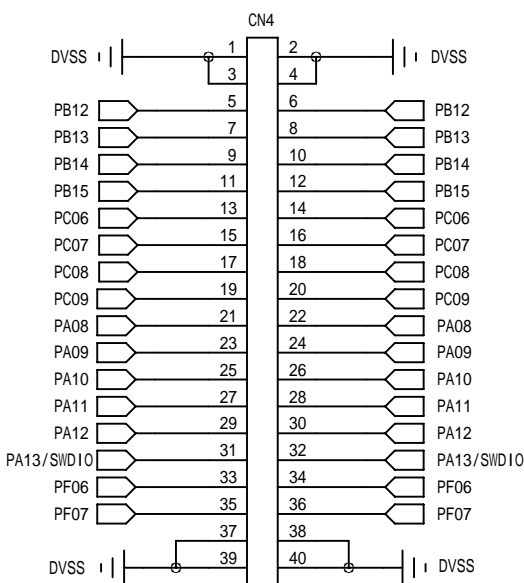 CN4
DVSS 1 2 DVSS
3 4
PB12 5 6 PB12
PB13 7 8 PB13
PB14 9 10 PB14
PB15 11 12 PB15
PC06 13 14 PC06
PC07 15 16 PC07
PC08 17 18 PC08
PC09 19 20 PC09
PA08 21 22 PA08
PA09 23 24 PA09
PA10 25 26 PA10
PA11 27 28 PA11
PA12 29 30 PA12
PA13/SWDIO 31 32 PA13/SWDIO
PF06 33 34 PF06
PF07 35 36 PF07
37 38
DVSS 39 40 DVSS